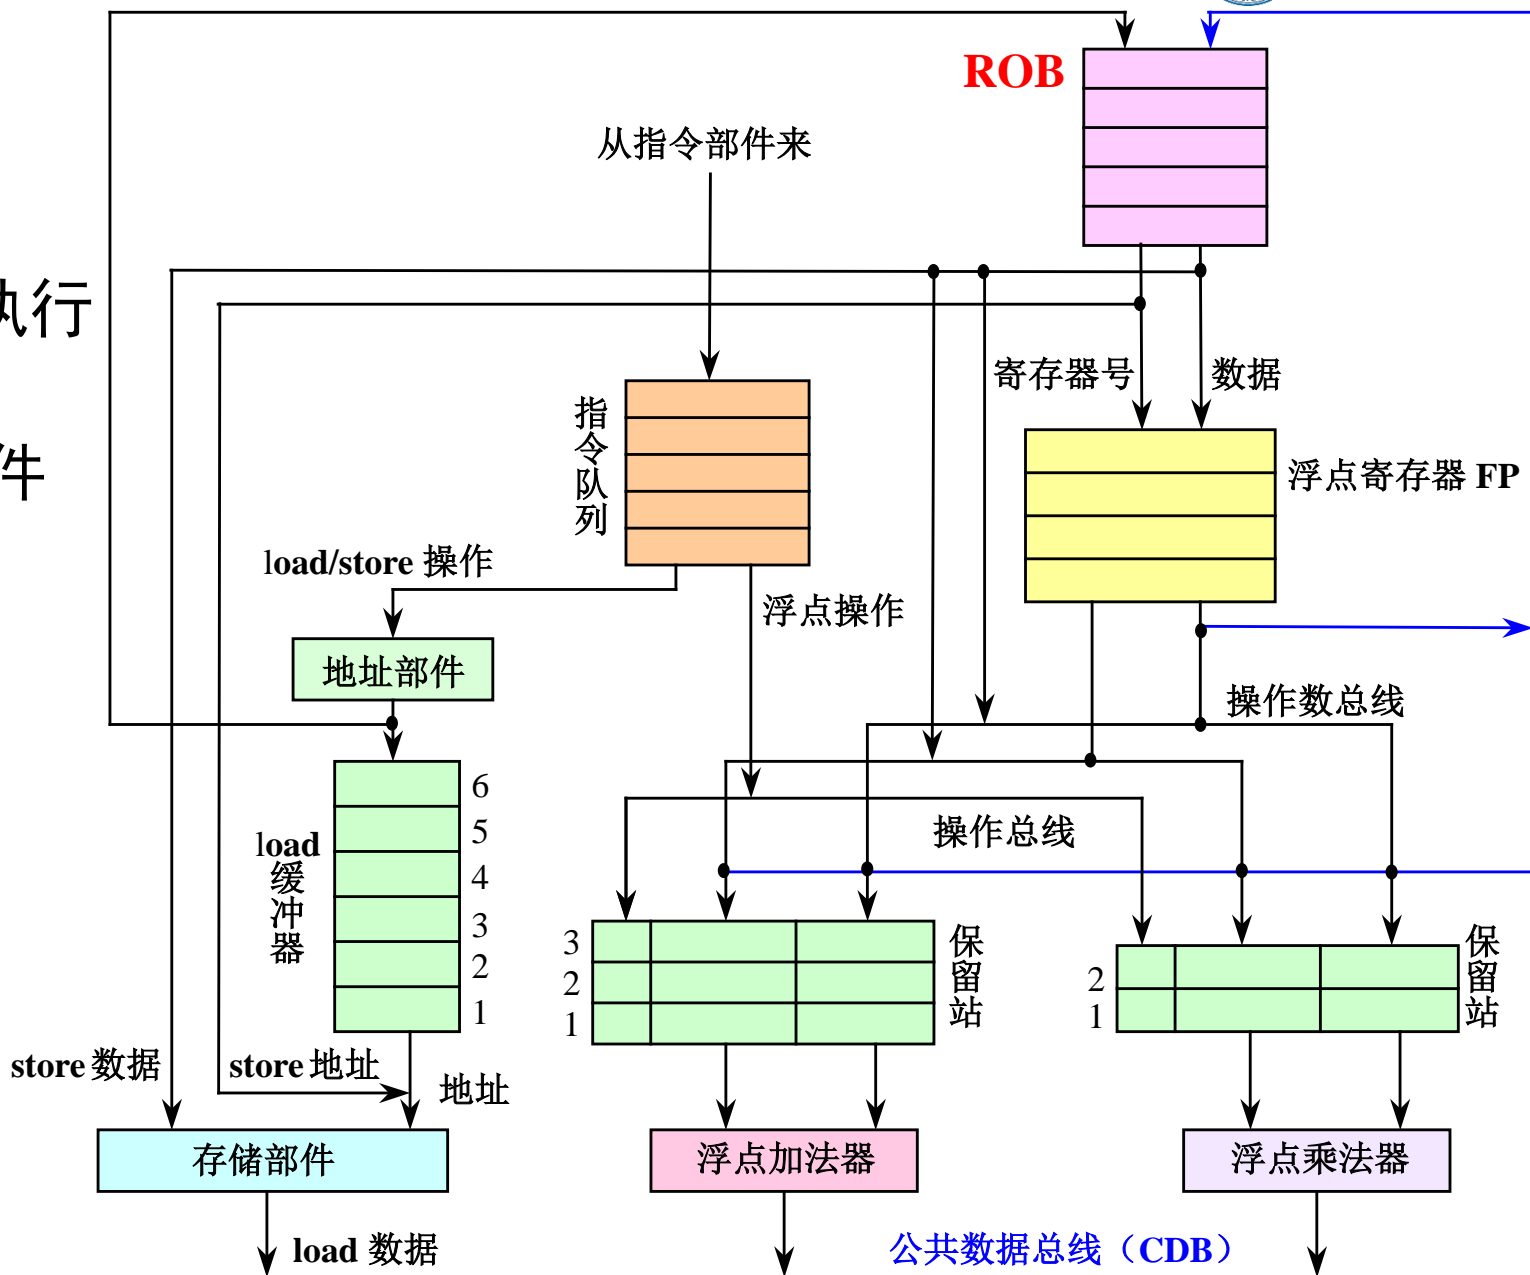 ROB
从指令部件来
执行
件
寄存器号
数据
指令队列
浮点寄存器 FP
load/store 操作
浮点操作
地址部件
操作数总线
操作总线
load
缓冲器
6
5
4
3
2
1
3
2
1
保留站
2
1
保留站
store 数据
store 地址
地址
存储部件
浮点加法器
浮点乘法器
load 数据
公共数据总线（CDB）